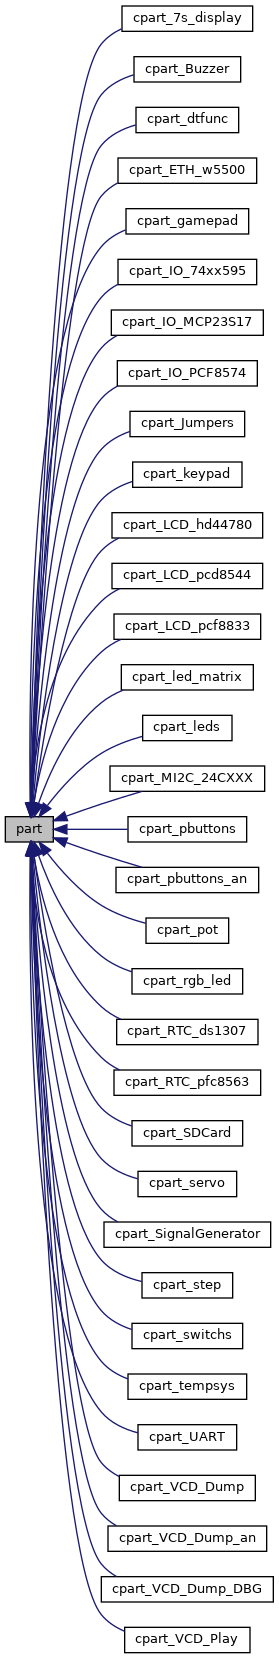 cpart_7s_display
cpart_Buzzer
cpart_dtfunc
cpart_ETH_w5500
cpart_gamepad
cpart_IO_74xx595
cpart_IO_MCP23S17
cpart_IO_PCF8574
cpart_Jumpers
cpart_keypad
cpart_LCD_hd44780
cpart_LCD_pcd8544
cpart_LCD_pcf8833
cpart_led_matrix
cpart_leds
cpart_MI2C_24CXXX
part
cpart_pbuttons
cpart_pbuttons_an
cpart_pot
cpart_rgb_led
cpart_RTC_ds1307
cpart_RTC_pfc8563
cpart_SDCard
cpart_servo
cpart_SignalGenerator
cpart_step
cpart_switchs
cpart_tempsys
cpart_UART
cpart_VCD_Dump
cpart_VCD_Dump_an
cpart_VCD_Dump_DBG
cpart_VCD_Play